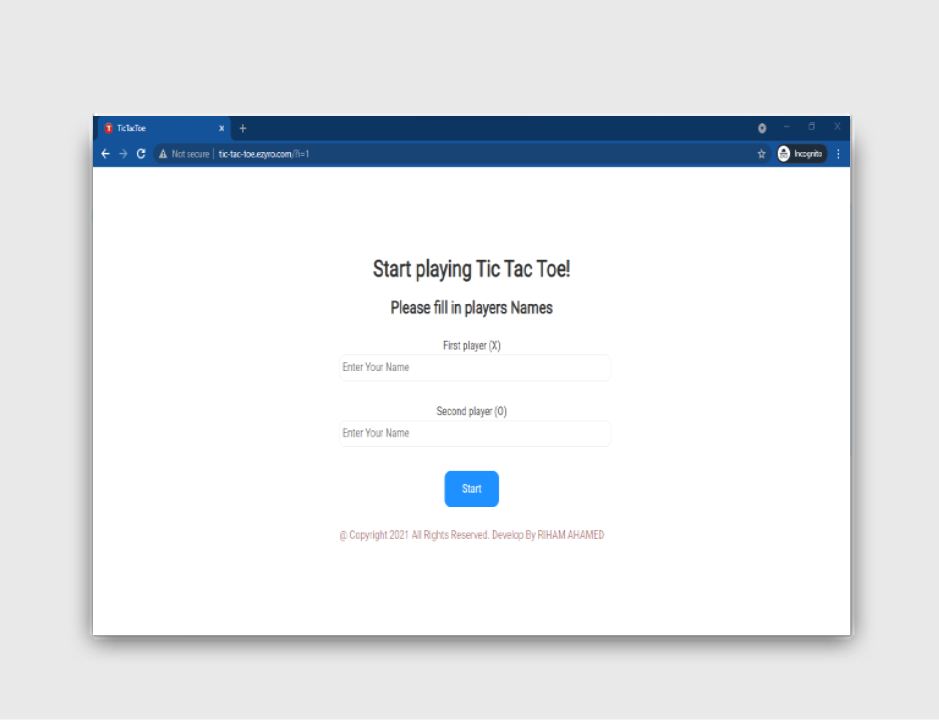 TicTacToe
Not secure | tic-tac-toe.ezyro.com/?i=1
Incognito
Start playing Tic Tac Toe!
Please fill in players Names
First player (X)
Enter Your Name
Second player (O)
Enter Your Name
Start
@ Copyright 2021 All Rights Reserved. Develop By RIHAM AHAMED